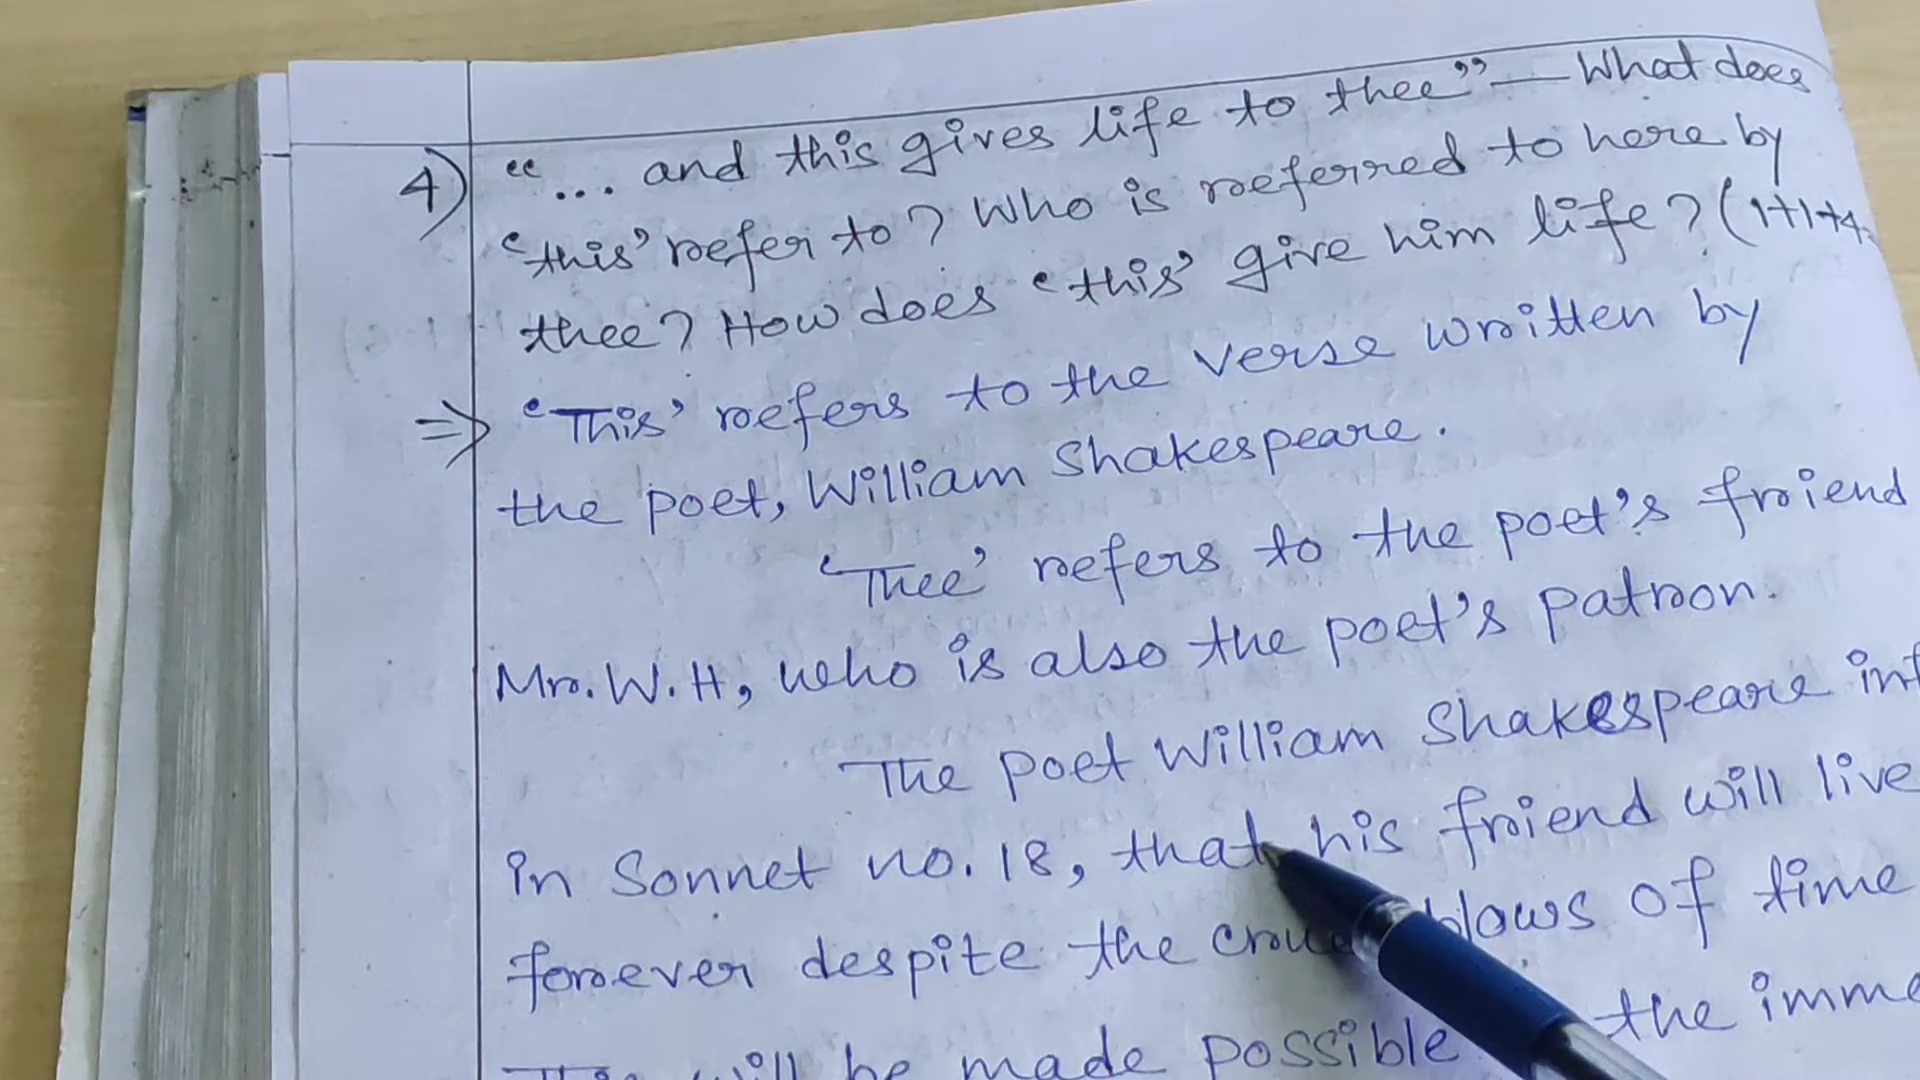 4) "... and this gives life to thee" — What does
'this' refer to? Who is referred to here by
thee? How does 'this' give him life? (1+1+4
⇒ 'This' refers to the verse written by
the poet, William Shakespeare.
'Thee' refers to the poet's friend
Mr. W.H, who is also the poet's patron.
The poet William Shakespeare
in Sonnet no. 18, that his friend will live
forever despite the blows of time
will be made possible the